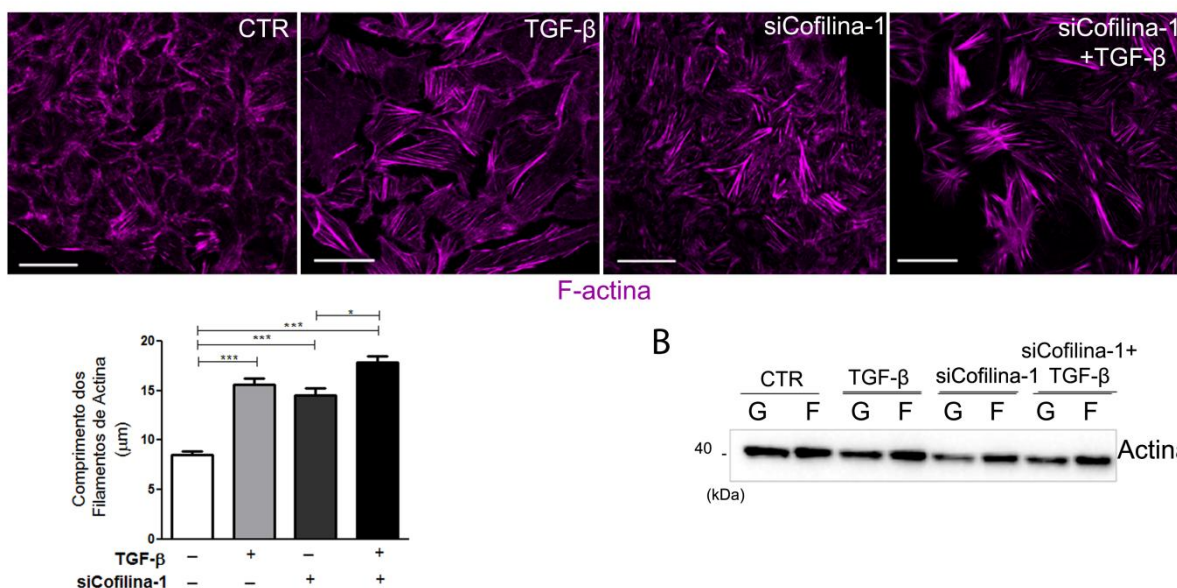 CTR
TGF-β
siCofilina-1
siCofilina-1
+TGF-β
F-actina
Comprimento dos
Filamentos de Actina
(μm)
20
15
10
5
0
***
***
***
*
TGF-β – + – +
siCofilina-1 – – + +
B
CTR
TGF-β
siCofilina-1
siCofilina-1+
TGF-β
G F G F G F G F
40 -
Actina
(kDa)